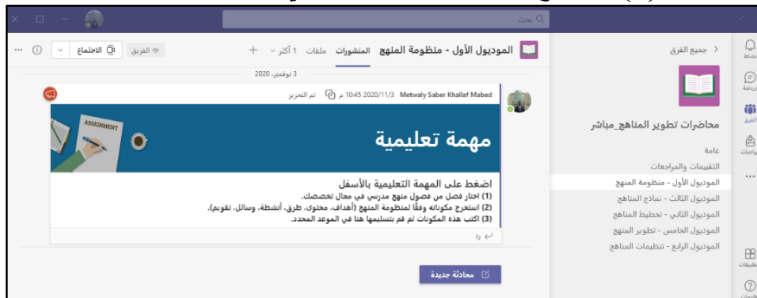 بحث
جميع الفرق
الموديول الأول - منظومة المنهج المنشورات ملفات 1 أكثر
الفريق
الاجتماع
محاضرات تطوير المناهج_مباشر
عامة
التقييمات والمراجعات
الموديول الأول - منظومة المنهج
الموديول الثالث - نماذج المناهج
الموديول الثاني - تخطيط المناهج
الموديول الخامس - تطوير المنهج
الموديول الرابع - تنظيمات المناهج
3 نوفمبر، 2020
Metwaly Saber Khallaf Mabed 2020/11/3 10:45 م تم التحرير
ASSIGNMENT
مهمة تعليمية
اضغط على المهمة التعليمية بالأسفل
(1) اختار فصل من فصول منهج مدرسي في مجال تخصصك.
(2) استخرج مكوناته وفقًا لمنظومة المنهج (أهداف، محتوى، طرق، أنشطة، وسائل، تقويم).
(3) اكتب هذه المكونات ثم قم بتسليمها هنا في الموعد المحدد.
رد
محادثة جديدة